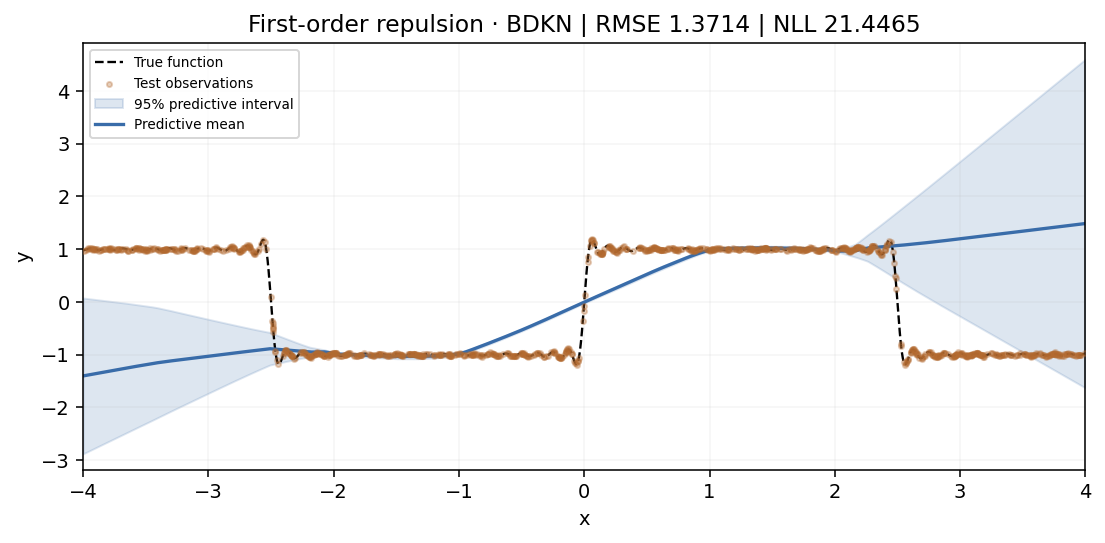 First-order repulsion · BDKN | RMSE 1.3714 | NLL 21.4465
True function
Test observations
95% predictive interval
Predictive mean
y
4
3
2
1
0
−1
−2
−3
−4 −3 −2 −1 0 1 2 3 4
x